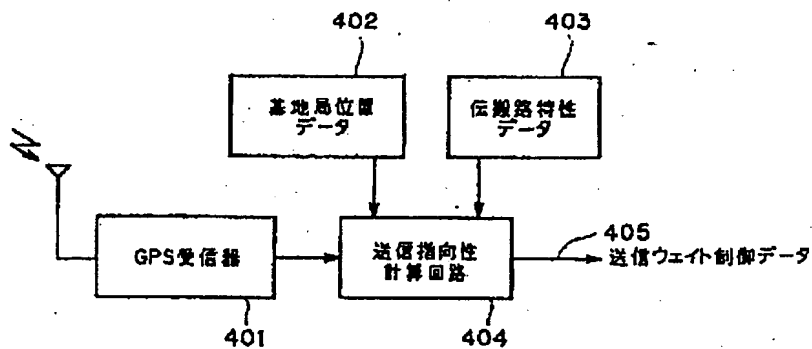 402
403
基地局位置
データ
伝搬路特性
データ
GPS受信器
送信指向性
計算回路
405
送信ウェイト制御データ
401
404